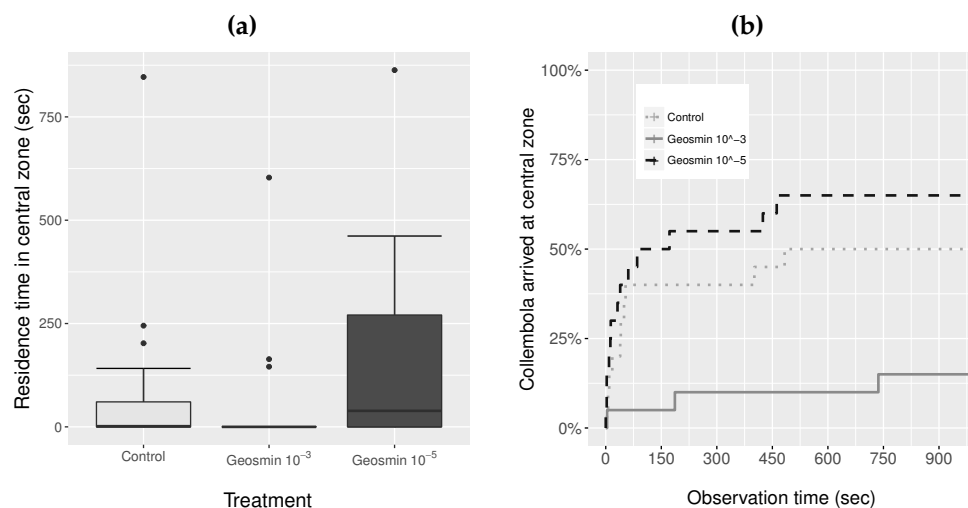 (a)
Residence time in central zone (sec)
750
500
250
0
Control
Geosmin 10⁻³
Geosmin 10⁻⁵
Treatment
(b)
Collembola arrived at central zone
100%
75%
50%
25%
0%
Control
Geosmin 10^−3
Geosmin 10^−5
0 150 300 450 600 750 900
Observation time (sec)